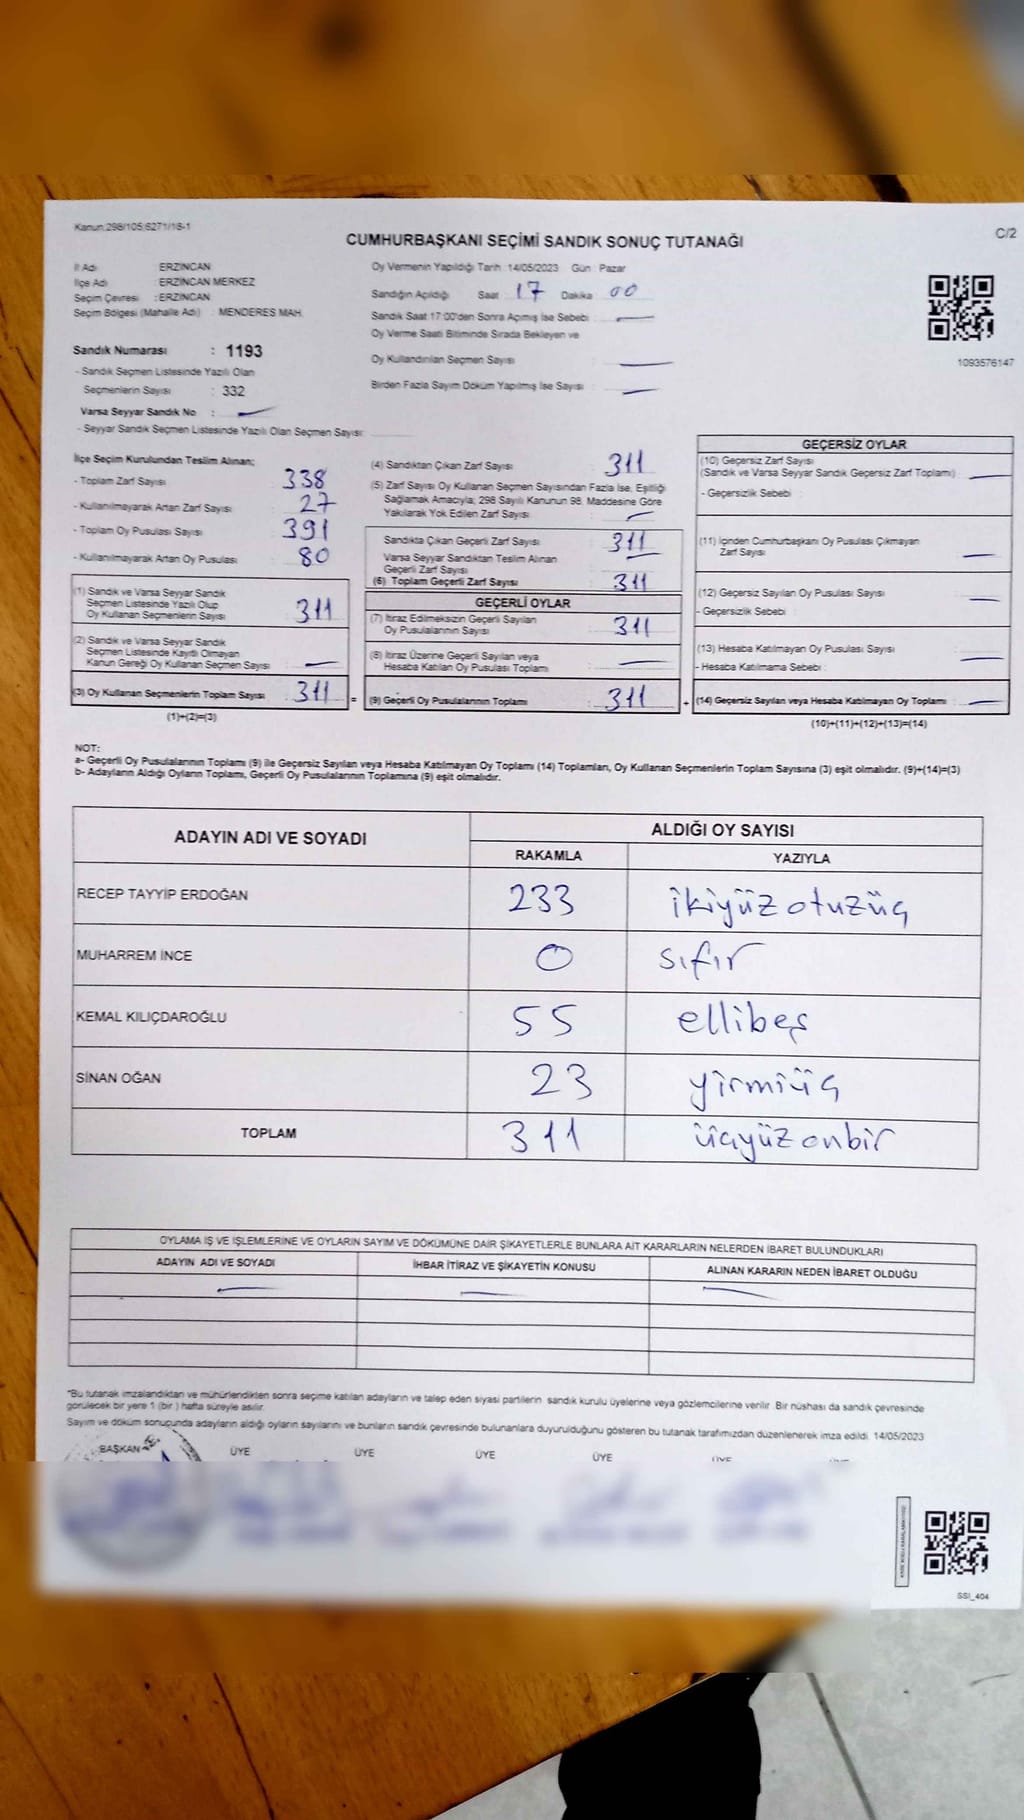 Kanun:298/105;6271/16-1
C/2
CUMHURBAŞKANI SEÇİMİ SANDIK SONUÇ TUTANAĞI
İl Adı ERZİNCAN
İlçe Adı ERZİNCAN MERKEZ
Seçim Çevresi : ERZİNCAN
Seçim Bölgesi (Mahalle Adı) : MENDERES MAH.
Sandık Numarası : 1193
- Sandık Seçmen Listesinde Yazılı Olan
Seçmenlerin Sayısı : 332
Varsa Seyyar Sandık No :
- Seyyar Sandık Seçmen Listesinde Yazılı Olan Seçmen Sayısı:
Oy Vermenin Yapıldığı Tarih: 14/05/2023 Gün Pazar
Sandığın Açıldığı Saat 17 Dakika 00
Sandık Saat 17:00'den Sonra Açımış İse Sebebi :
Oy Verme Saati Bitiminde Sırada Bekleyen ve
Oy Kullandırılan Seçmen Sayısı :
Birden Fazla Sayım Döküm Yapılmış İse Sayısı :
1093576147
İlçe Seçim Kurulundan Teslim Alınan;
- Toplam Zarf Sayısı 338
- Kullanılmayarak Artan Zarf Sayısı : 27
- Toplam Oy Pusulası Sayısı 391
- Kullanılmayarak Artan Oy Pusulası : 80
(1) Sandık ve Varsa Seyyar Sandık
Seçmen Listesinde Yazılı Olup
Oy Kullanan Seçmenlerin Sayısı : 311
(2) Sandık ve Varsa Seyyar Sandık
Seçmen Listesinde Kayıtlı Olmayan
Kanun Gereği Oy Kullanan Seçmen Sayısı :
(3) Oy Kullanan Seçmenlerin Toplam Sayısı : 311 =
(1)+(2)=(3)
(4) Sandıktan Çıkan Zarf Sayısı : 311
(5) Zarf Sayısı Oy Kullanan Seçmen Sayısından Fazla İse, Eşitliği
Sağlamak Amacıyla; 298 Sayılı Kanunun 98. Maddesine Göre
Yakılarak Yok Edilen Zarf Sayısı :
Sandıkta Çıkan Geçerli Zarf Sayısı : 311
Varsa Seyyar Sandıktan Teslim Alınan
Geçerli Zarf Sayısı
(6) Toplam Geçerli Zarf Sayısı : 311
GEÇERLİ OYLAR
(7) İtiraz Edilmeksizin Geçerli Sayılan
Oy Pusulalarının Sayısı : 311
(8) İtiraz Üzerine Geçerli Sayılan veya
Hesaba Katılan Oy Pusulası Toplamı :
(9) Geçerli Oy Pusulalarının Toplamı : 311 +
GEÇERSİZ OYLAR
(10) Geçersiz Zarf Sayısı
(Sandık ve Varsa Seyyar Sandık Geçersiz Zarf Toplamı) :
- Geçersizlik Sebebi :
(11) İçinden Cumhurbaşkanı Oy Pusulası Çıkmayan
Zarf Sayısı :
(12) Geçersiz Sayılan Oy Pusulası Sayısı :
- Geçersizlik Sebebi :
(13) Hesaba Katılmayan Oy Pusulası Sayısı :
- Hesaba Katılmama Sebebi :
(14) Geçersiz Sayılan veya Hesaba Katılmayan Oy Toplamı :
(10)+(11)+(12)+(13)=(14)
NOT:
a- Geçerli Oy Pusulalarının Toplamı (9) ile Geçersiz Sayılan veya Hesaba Katılmayan Oy Toplamı (14) Toplamları, Oy Kullanan Seçmenlerin Toplam Sayısına (3) eşit olmalıdır. (9)+(14)=(3)
b- Adayların Aldığı Oyların Toplamı, Geçerli Oy Pusulalarının Toplamına (9) eşit olmalıdır.
ADAYIN ADI VE SOYADI
ALDIĞI OY SAYISI
RAKAMLA YAZIYLA
RECEP TAYYİP ERDOĞAN 233 ikiyüz otuzüç
MUHARREM İNCE 0 sıfır
KEMAL KILIÇDAROĞLU 55 ellibeş
SİNAN OĞAN 23 yirmiüç
TOPLAM 311 üçyüz onbir
OYLAMA İŞ VE İŞLEMLERİNE VE OYLARIN SAYIM VE DÖKÜMÜNE DAİR ŞİKAYETLERLE BUNLARA AİT KARARLARIN NELERDEN İBARET BULUNDUKLARI
ADAYIN ADI VE SOYADI İHBAR İTİRAZ VE ŞİKAYETİN KONUSU ALINAN KARARIN NEDEN İBARET OLDUĞU
"Bu tutanak imzalandıktan ve mühürlendikten sonra seçime katılan adayların ve talep eden siyasi partilerin sandık kurulu üyelerine veya gözlemcilerine verilir. Bir nüshası da sandık çevresinde
görülecek bir yere 1 (bir ) hafta süreyle asılır.
Sayım ve döküm sonucunda adayların aldığı oyların sayılarını ve bunların sandık çevresinde bulunanlara duyurulduğunu gösteren bu tutanak tarafımızdan düzenlenerek imza edildi. 14/05/2023
BAŞKAN ÜYE ÜYE ÜYE ÜYE
SSI_404